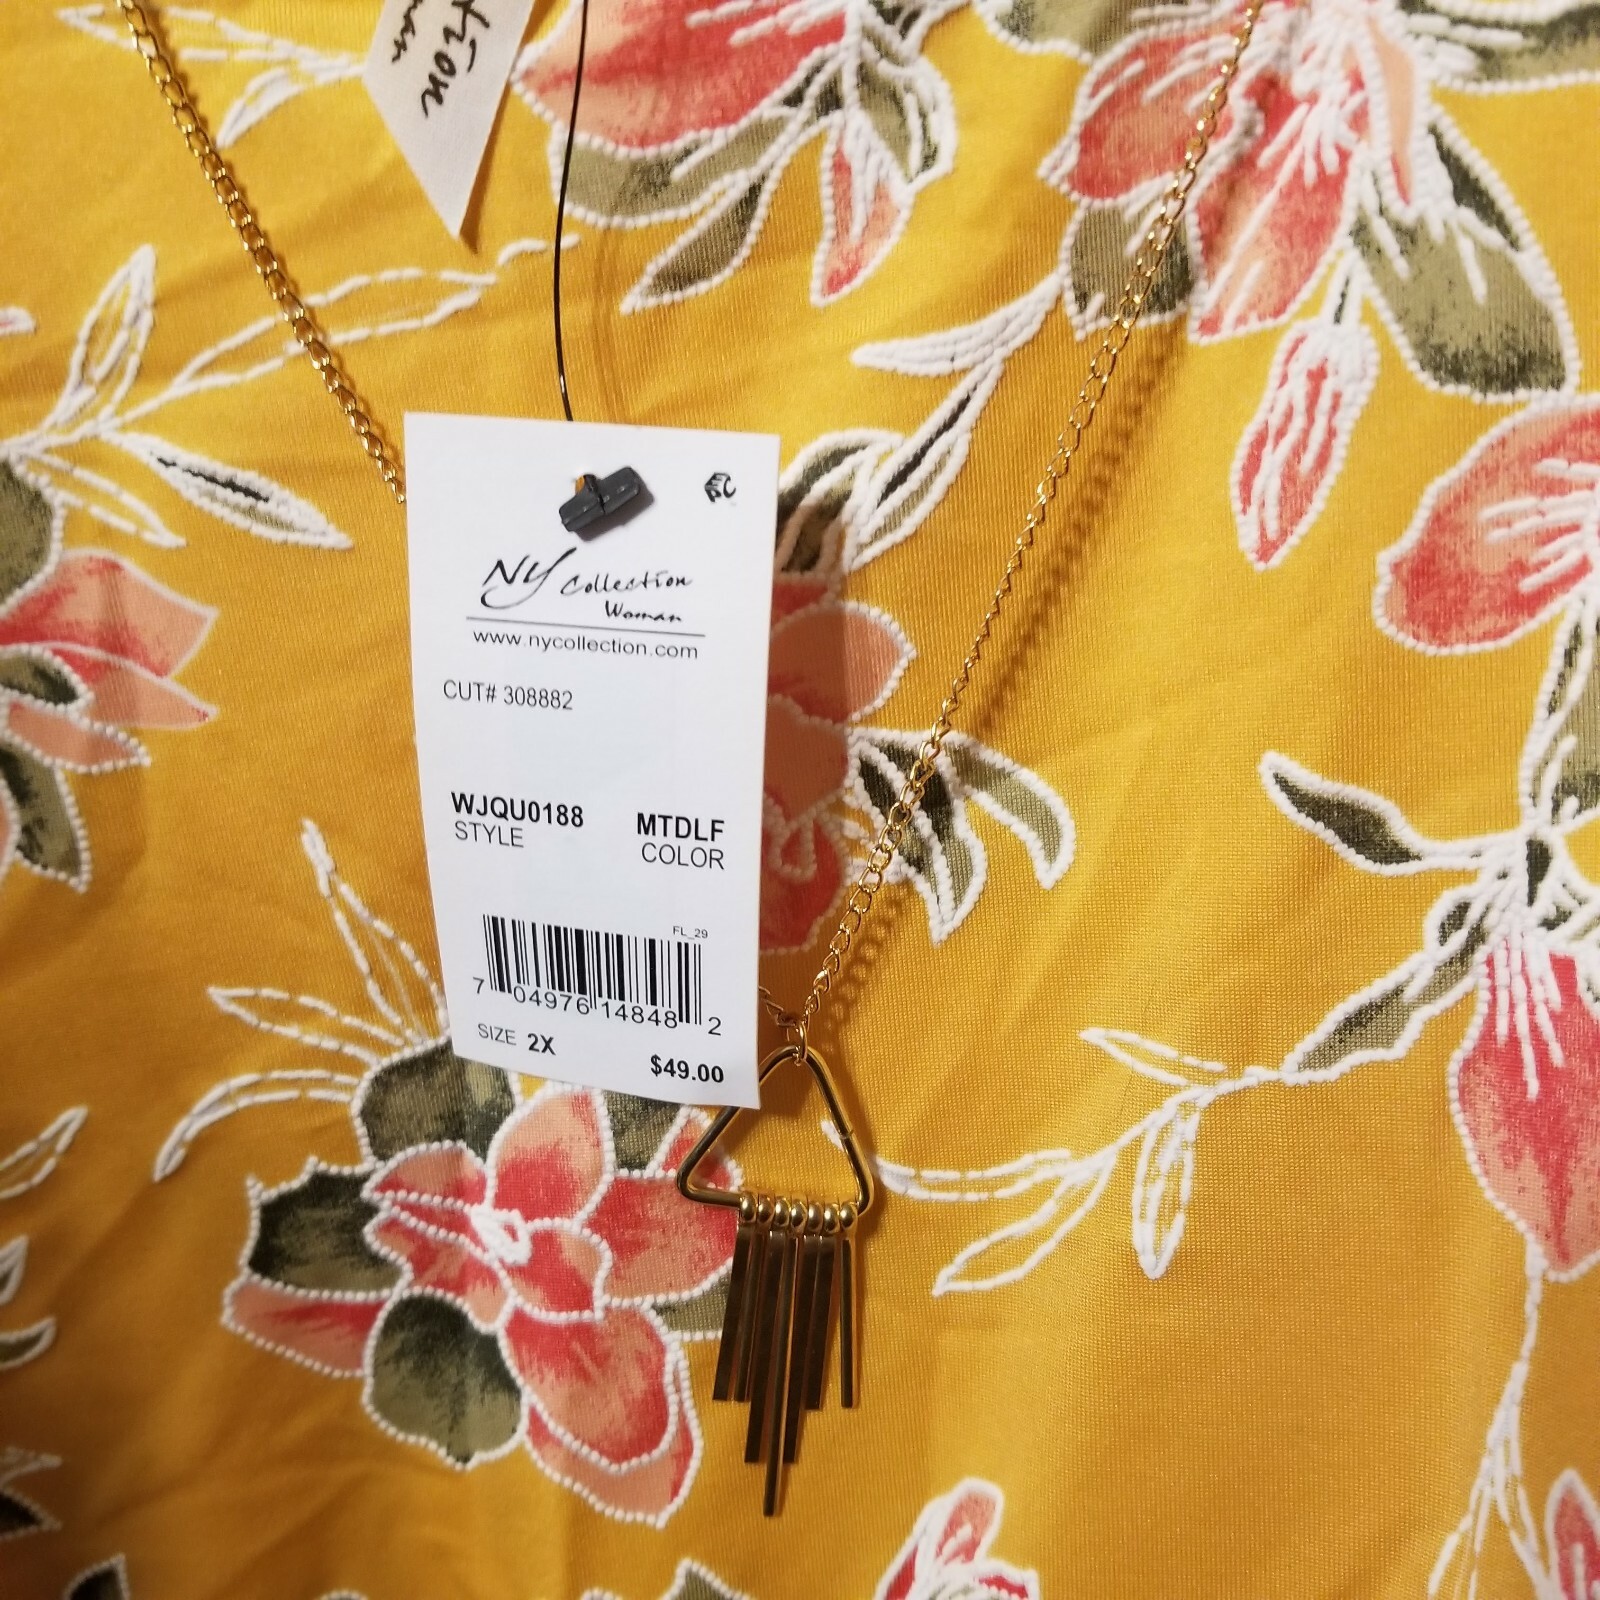 NY Collection
Woman
www.nycollection.com
CUT# 308882
WJQU0188 MTDLF
STYLE COLOR
FL_29
7 04976 14848 2
SIZE 2X
$49.00